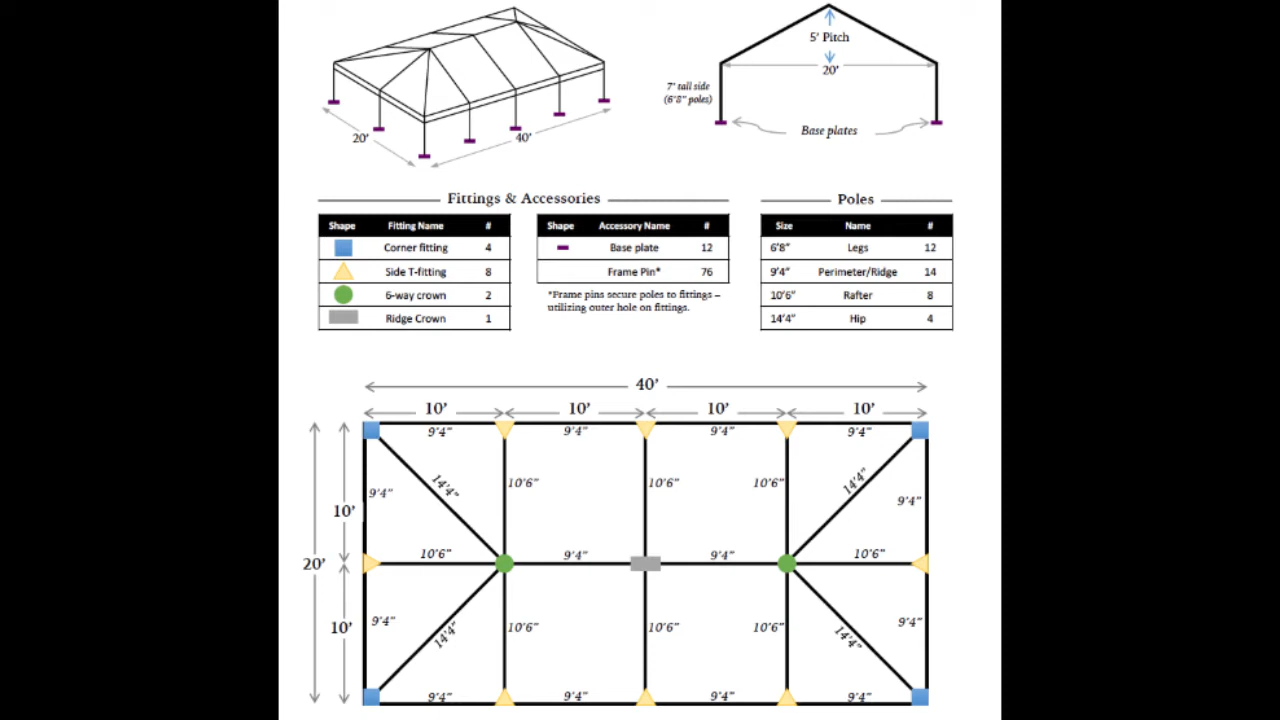 5' Pitch
20'
7' tall side
(6'8" poles)
Base plates
20'
40'
Fittings & Accessories
Shape Fitting Name #
Corner fitting 4
Side T-fitting 8
6-way crown 2
Ridge Crown 1
Shape Accessory Name #
Base plate 12
Frame Pin* 76
*Frame pins secure poles to fittings –
utilizing outer hole on fittings.
Poles
Size Name #
6'8" Legs 12
9'4" Perimeter/Ridge 14
10'6" Rafter 8
14'4" Hip 4
40'
10' 10' 10' 10'
9'4" 9'4" 9'4" 9'4"
14'4" 10'6" 10'6" 10'6" 14'4"
9'4" 9'4"
10'
10'6" 9'4" 9'4" 10'6"
20'
9'4" 9'4"
10' 14'4" 10'6" 10'6" 10'6" 14'4"
9'4" 9'4" 9'4" 9'4"